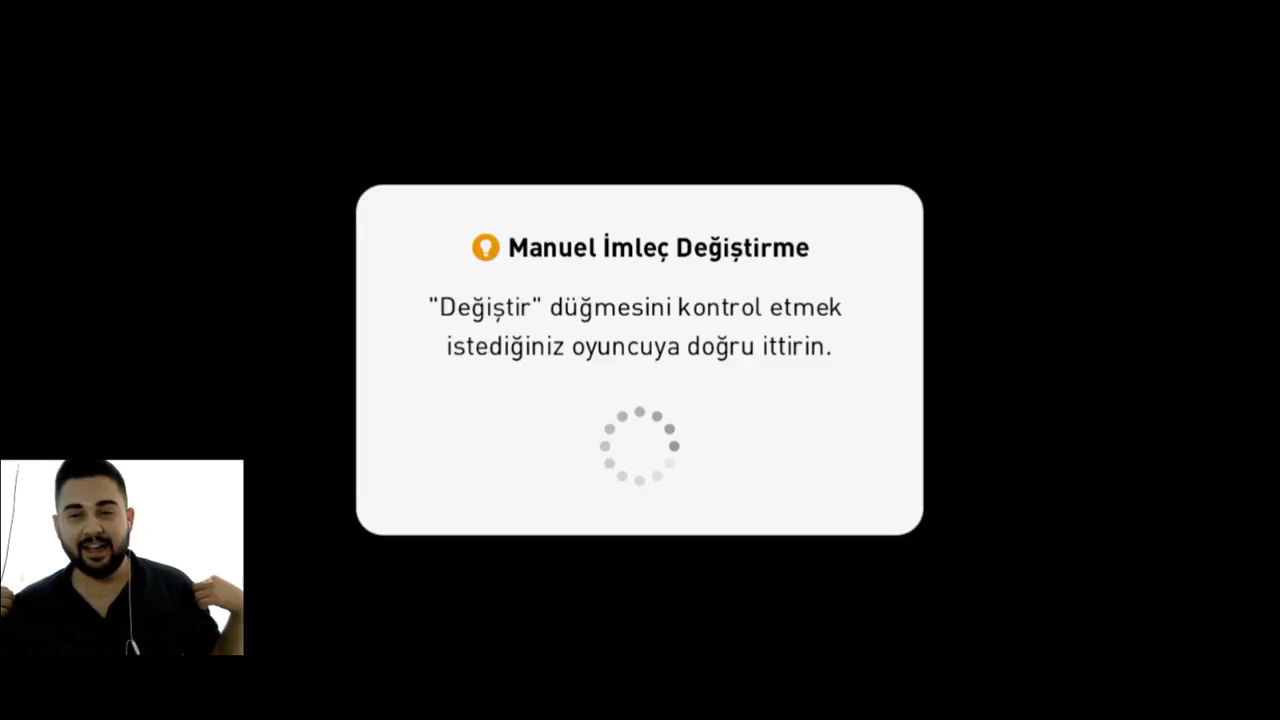 Manuel İmleç Değiştirme
"Değiştir" düğmesini kontrol etmek
istediğiniz oyuncuya doğru ittirin.